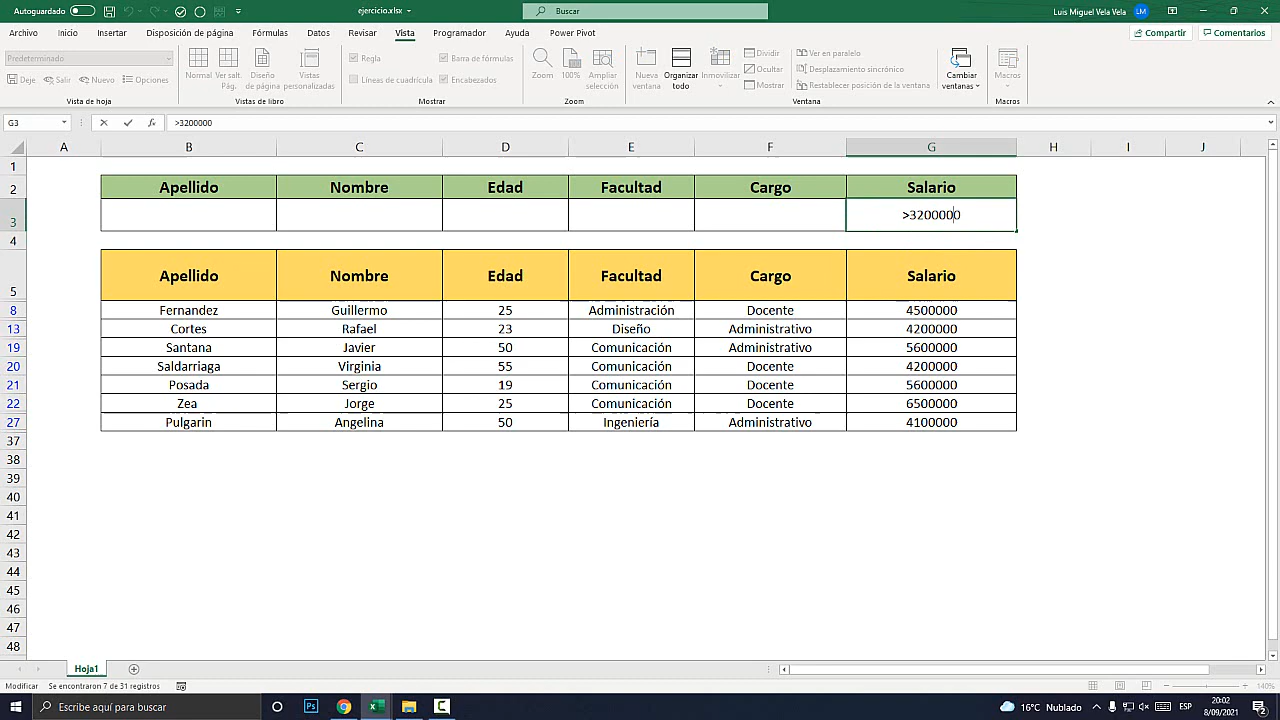 Autoguardado
ejercicio.xlsx
Buscar
Luis Miguel Vela Vela
LM
Archivo Inicio Insertar Disposición de página Fórmulas Datos Revisar Vista Programador Ayuda Power Pivot
Compartir Comentarios
Predeterminado
Deje Salir Nuevo Opciones
Vista de hoja
Normal Ver salt. Pág. Diseño de página Vistas personalizadas
Vistas de libro
Regla Barra de fórmulas
Líneas de cuadrícula Encabezados
Mostrar
Zoom 100% Ampliar selección
Zoom
Nueva ventana Organizar todo Inmovilizar
Dividir
Ocultar
Mostrar
Ver en paralelo
Desplazamiento sincrónico
Restablecer posición de la ventana
Cambiar ventanas
Ventana
Macros
Macros
G3 fx >3200000
A B C D E F G H I J
1
2 Apellido Nombre Edad Facultad Cargo Salario
3 >3200000
4
5 Apellido Nombre Edad Facultad Cargo Salario
8 Fernandez Guillermo 25 Administración Docente 4500000
13 Cortes Rafael 23 Diseño Administrativo 4200000
19 Santana Javier 50 Comunicación Administrativo 5600000
20 Saldarriaga Virginia 55 Comunicación Docente 4200000
21 Posada Sergio 19 Comunicación Docente 5600000
22 Zea Jorge 25 Comunicación Docente 6500000
27 Pulgarin Angelina 50 Ingeniería Administrativo 4100000
37
38
39
40
41
42
43
44
45
46
47
48
Hoja1
Modificar Se encontraron 7 de 31 registros
140%
Escribe aquí para buscar
Ps
16°C Nublado
ESP
20:02
8/09/2021
2